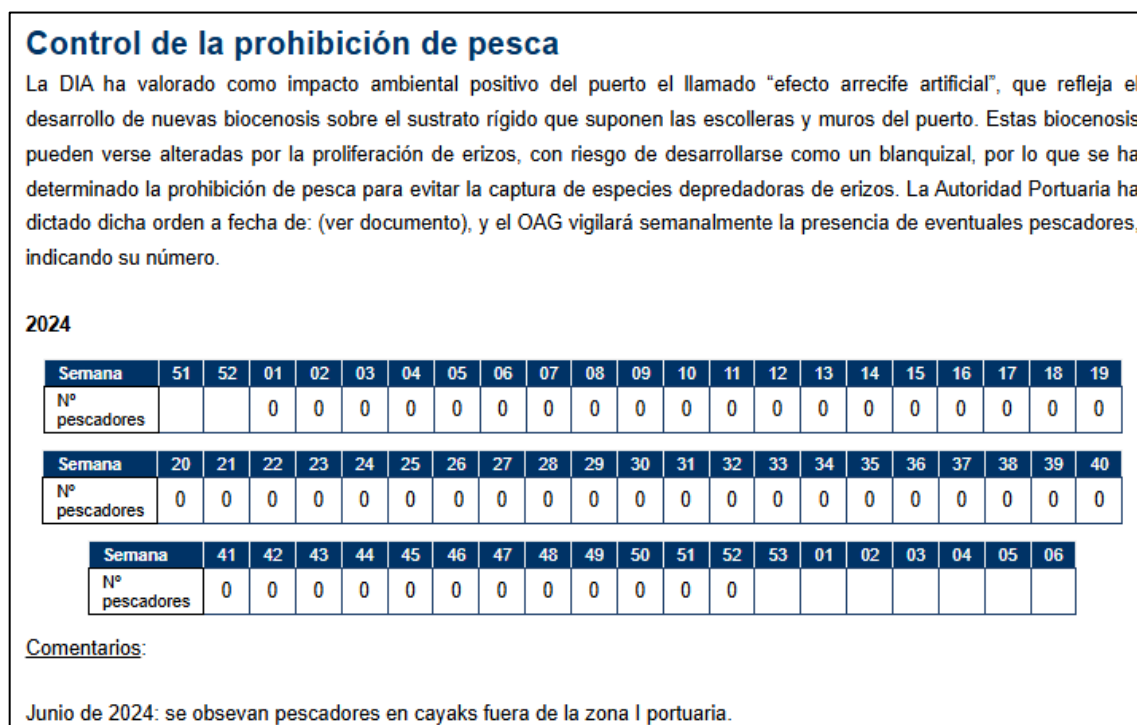 Control de la prohibición de pesca
La DIA ha valorado como impacto ambiental positivo del puerto el llamado “efecto arrecife artificial”, que refleja el
desarrollo de nuevas biocenosis sobre el sustrato rígido que suponen las escolleras y muros del puerto. Estas biocenosis
pueden verse alteradas por la proliferación de erizos, con riesgo de desarrollarse como un blanquizal, por lo que se ha
determinado la prohibición de pesca para evitar la captura de especies depredadoras de erizos. La Autoridad Portuaria ha
dictado dicha orden a fecha de: (ver documento), y el OAG vigilará semanalmente la presencia de eventuales pescadores,
indicando su número.
2024
Semana 51 52 01 02 03 04 05 06 07 08 09 10 11 12 13 14 15 16 17 18 19
Nº pescadores 0 0 0 0 0 0 0 0 0 0 0 0 0 0 0 0 0 0 0
Semana 20 21 22 23 24 25 26 27 28 29 30 31 32 33 34 35 36 37 38 39 40
Nº pescadores 0 0 0 0 0 0 0 0 0 0 0 0 0 0 0 0 0 0 0 0 0
Semana 41 42 43 44 45 46 47 48 49 50 51 52 53 01 02 03 04 05 06
Nº pescadores 0 0 0 0 0 0 0 0 0 0 0 0
Comentarios:
Junio de 2024: se obsevan pescadores en cayaks fuera de la zona I portuaria.